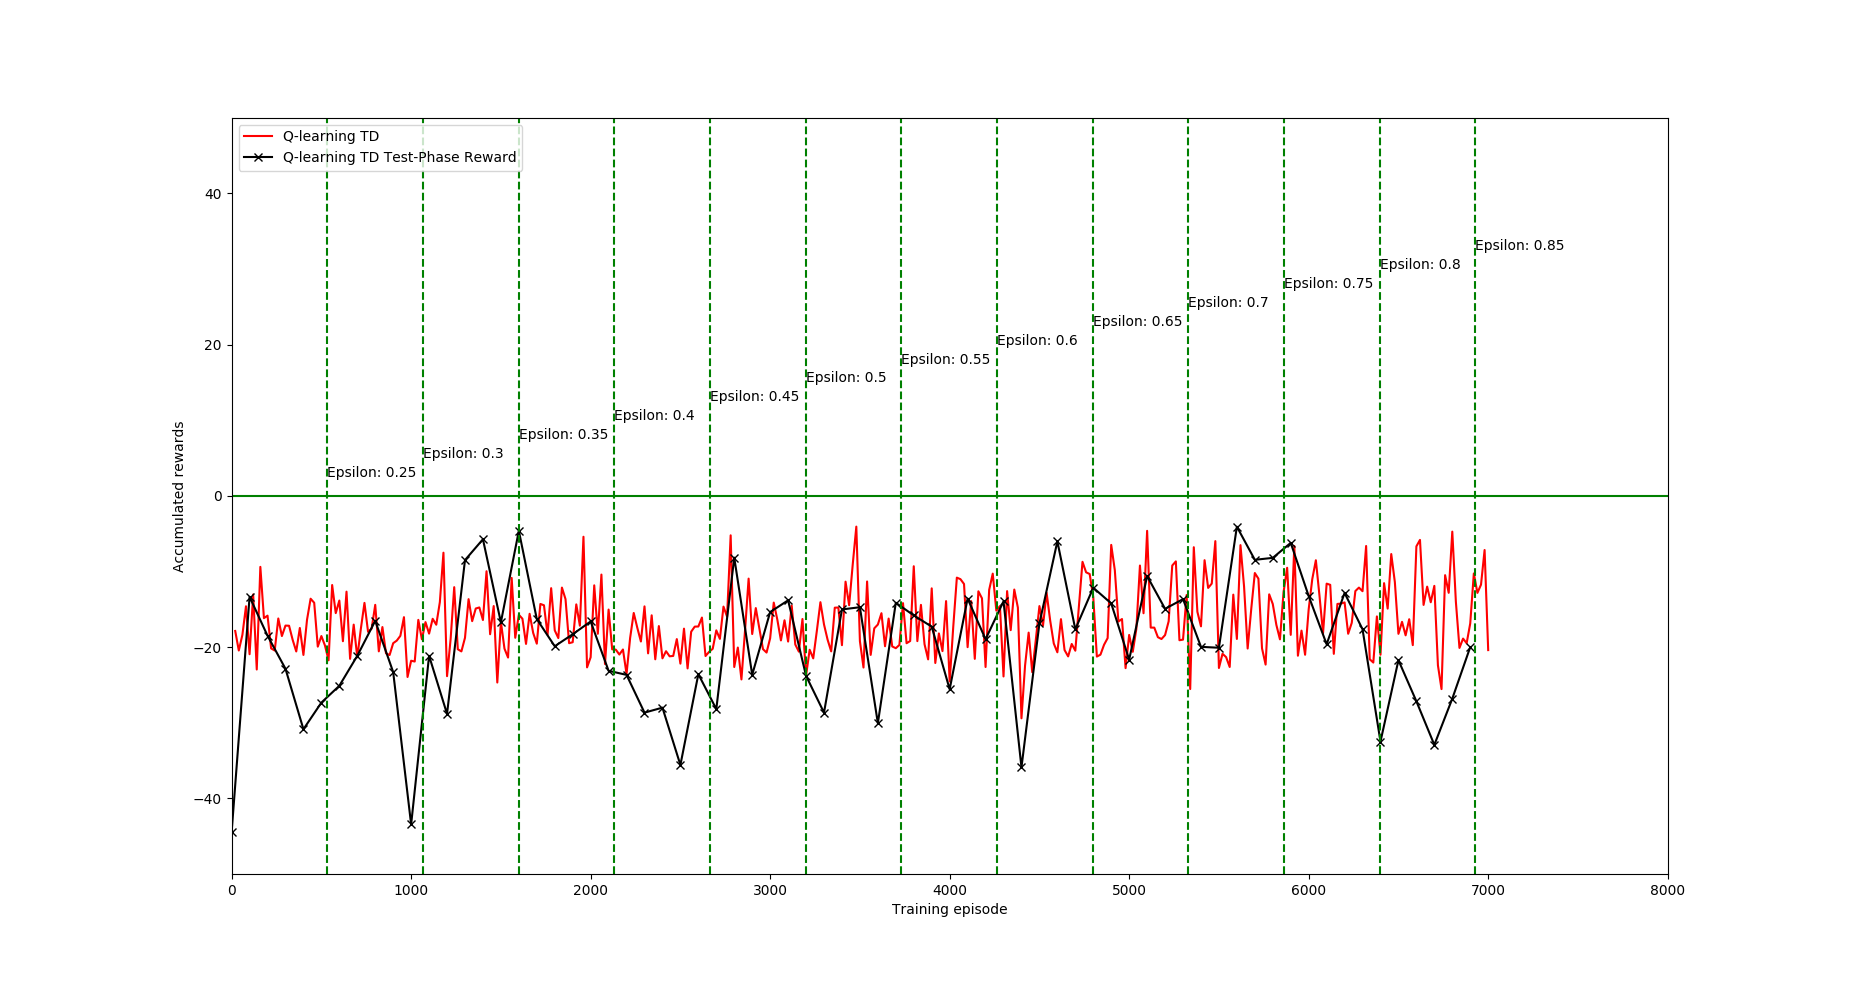 Q-learning TD
Q-learning TD Test-Phase Reward
40
20
0
−20
−40
Accumulated rewards
Epsilon: 0.25
Epsilon: 0.3
Epsilon: 0.35
Epsilon: 0.4
Epsilon: 0.45
Epsilon: 0.5
Epsilon: 0.55
Epsilon: 0.6
Epsilon: 0.65
Epsilon: 0.7
Epsilon: 0.75
Epsilon: 0.8
Epsilon: 0.85
0 1000 2000 3000 4000 5000 6000 7000 8000
Training episode